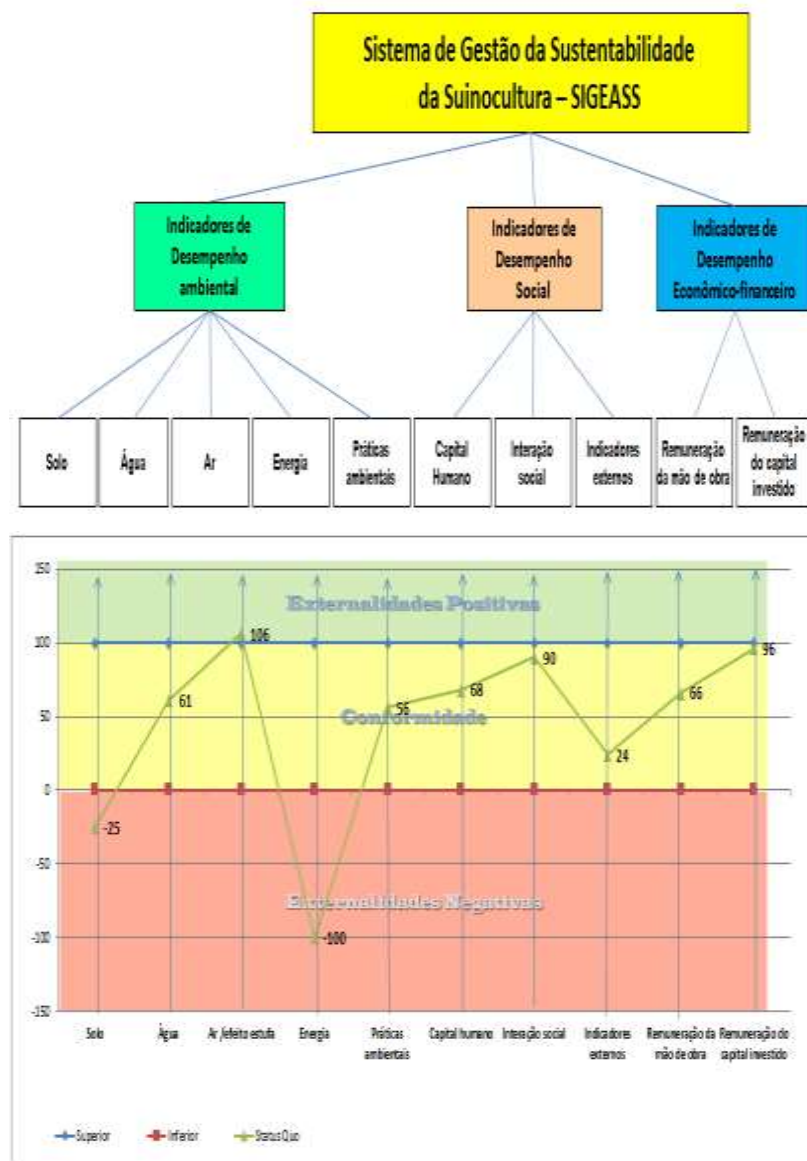 Sistema de Gestão da Sustentabilidade
da Suinocultura – SIGEASS
Indicadores de
Desempenho
ambiental
Indicadores de
Desempenho
Social
Indicadores de
Desempenho
Econômico-financeiro
Solo
Água
Ar
Energia
Práticas
ambientais
Capital
Humano
Interação
social
Indicadores
externos
Remuneração
da mão de obra
Remuneração
do capital
investido
150
Externalidades Positivas
100
106
96
90
61
68
66
50
56
Conformidade
24
0
-25
-50
Externalidades Negativas
-100
-100
-150
Solo
Água
Ar /efeito estufa
Energia
Práticas
ambientais
Capital humano
Interação social
Indicadores
externos
Remuneração da
mão de obra
Remuneração do
capital investido
Superior
Inferior
Status Quo